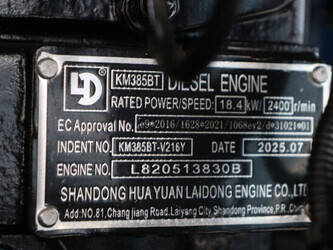 LD KM385BT DIESEL ENGINE
RATED POWER/SPEED: 18.4 kW/ 2400 r/min
EC Approval No. e9*2016/1628*2021/1068ev2/d*31021*01
INDENT NO. KM385BT-V216Y DATE 2025.07
ENGINE NO. L820513830B
SHANDONG HUA YUAN LAIDONG ENGINE CO.,LTD
Add:NO.81, Chang Jiang Road, Laiyang City Shandong Province, P.R.